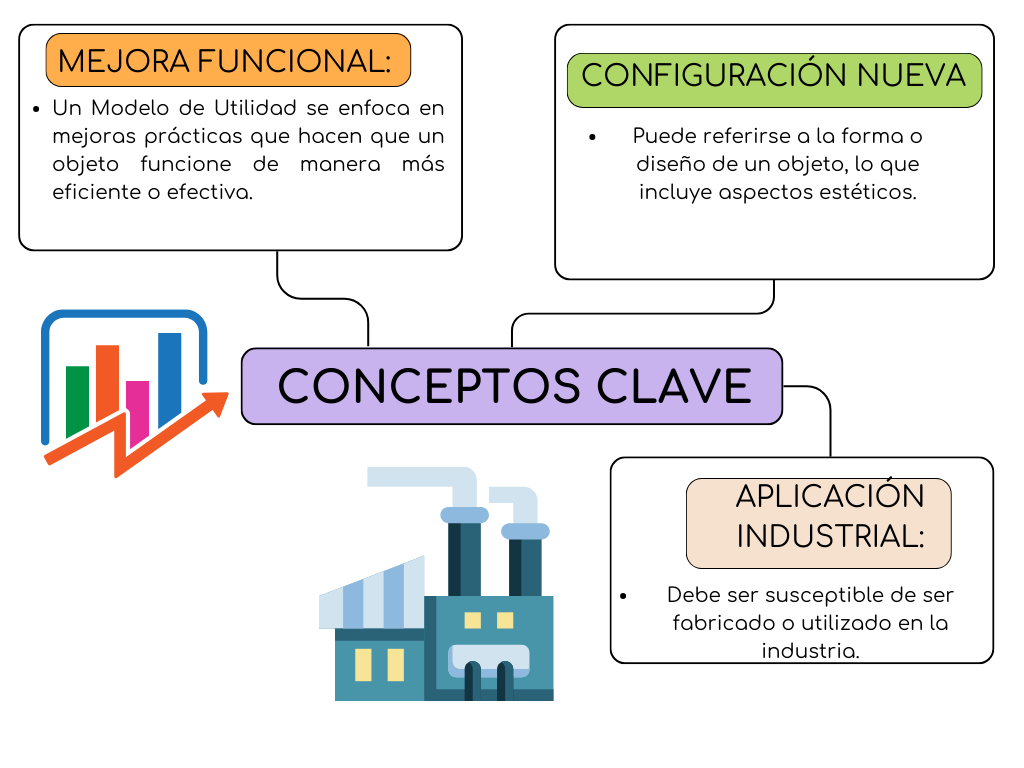 MEJORA FUNCIONAL:
• Un Modelo de Utilidad se enfoca en
mejoras prácticas que hacen que un
objeto funcione de manera más
eficiente o efectiva.
CONFIGURACIÓN NUEVA
• Puede referirse a la forma o
diseño de un objeto, lo que
incluye aspectos estéticos.
CONCEPTOS CLAVE
APLICACIÓN
INDUSTRIAL:
• Debe ser susceptible de ser
fabricado o utilizado en la
industria.